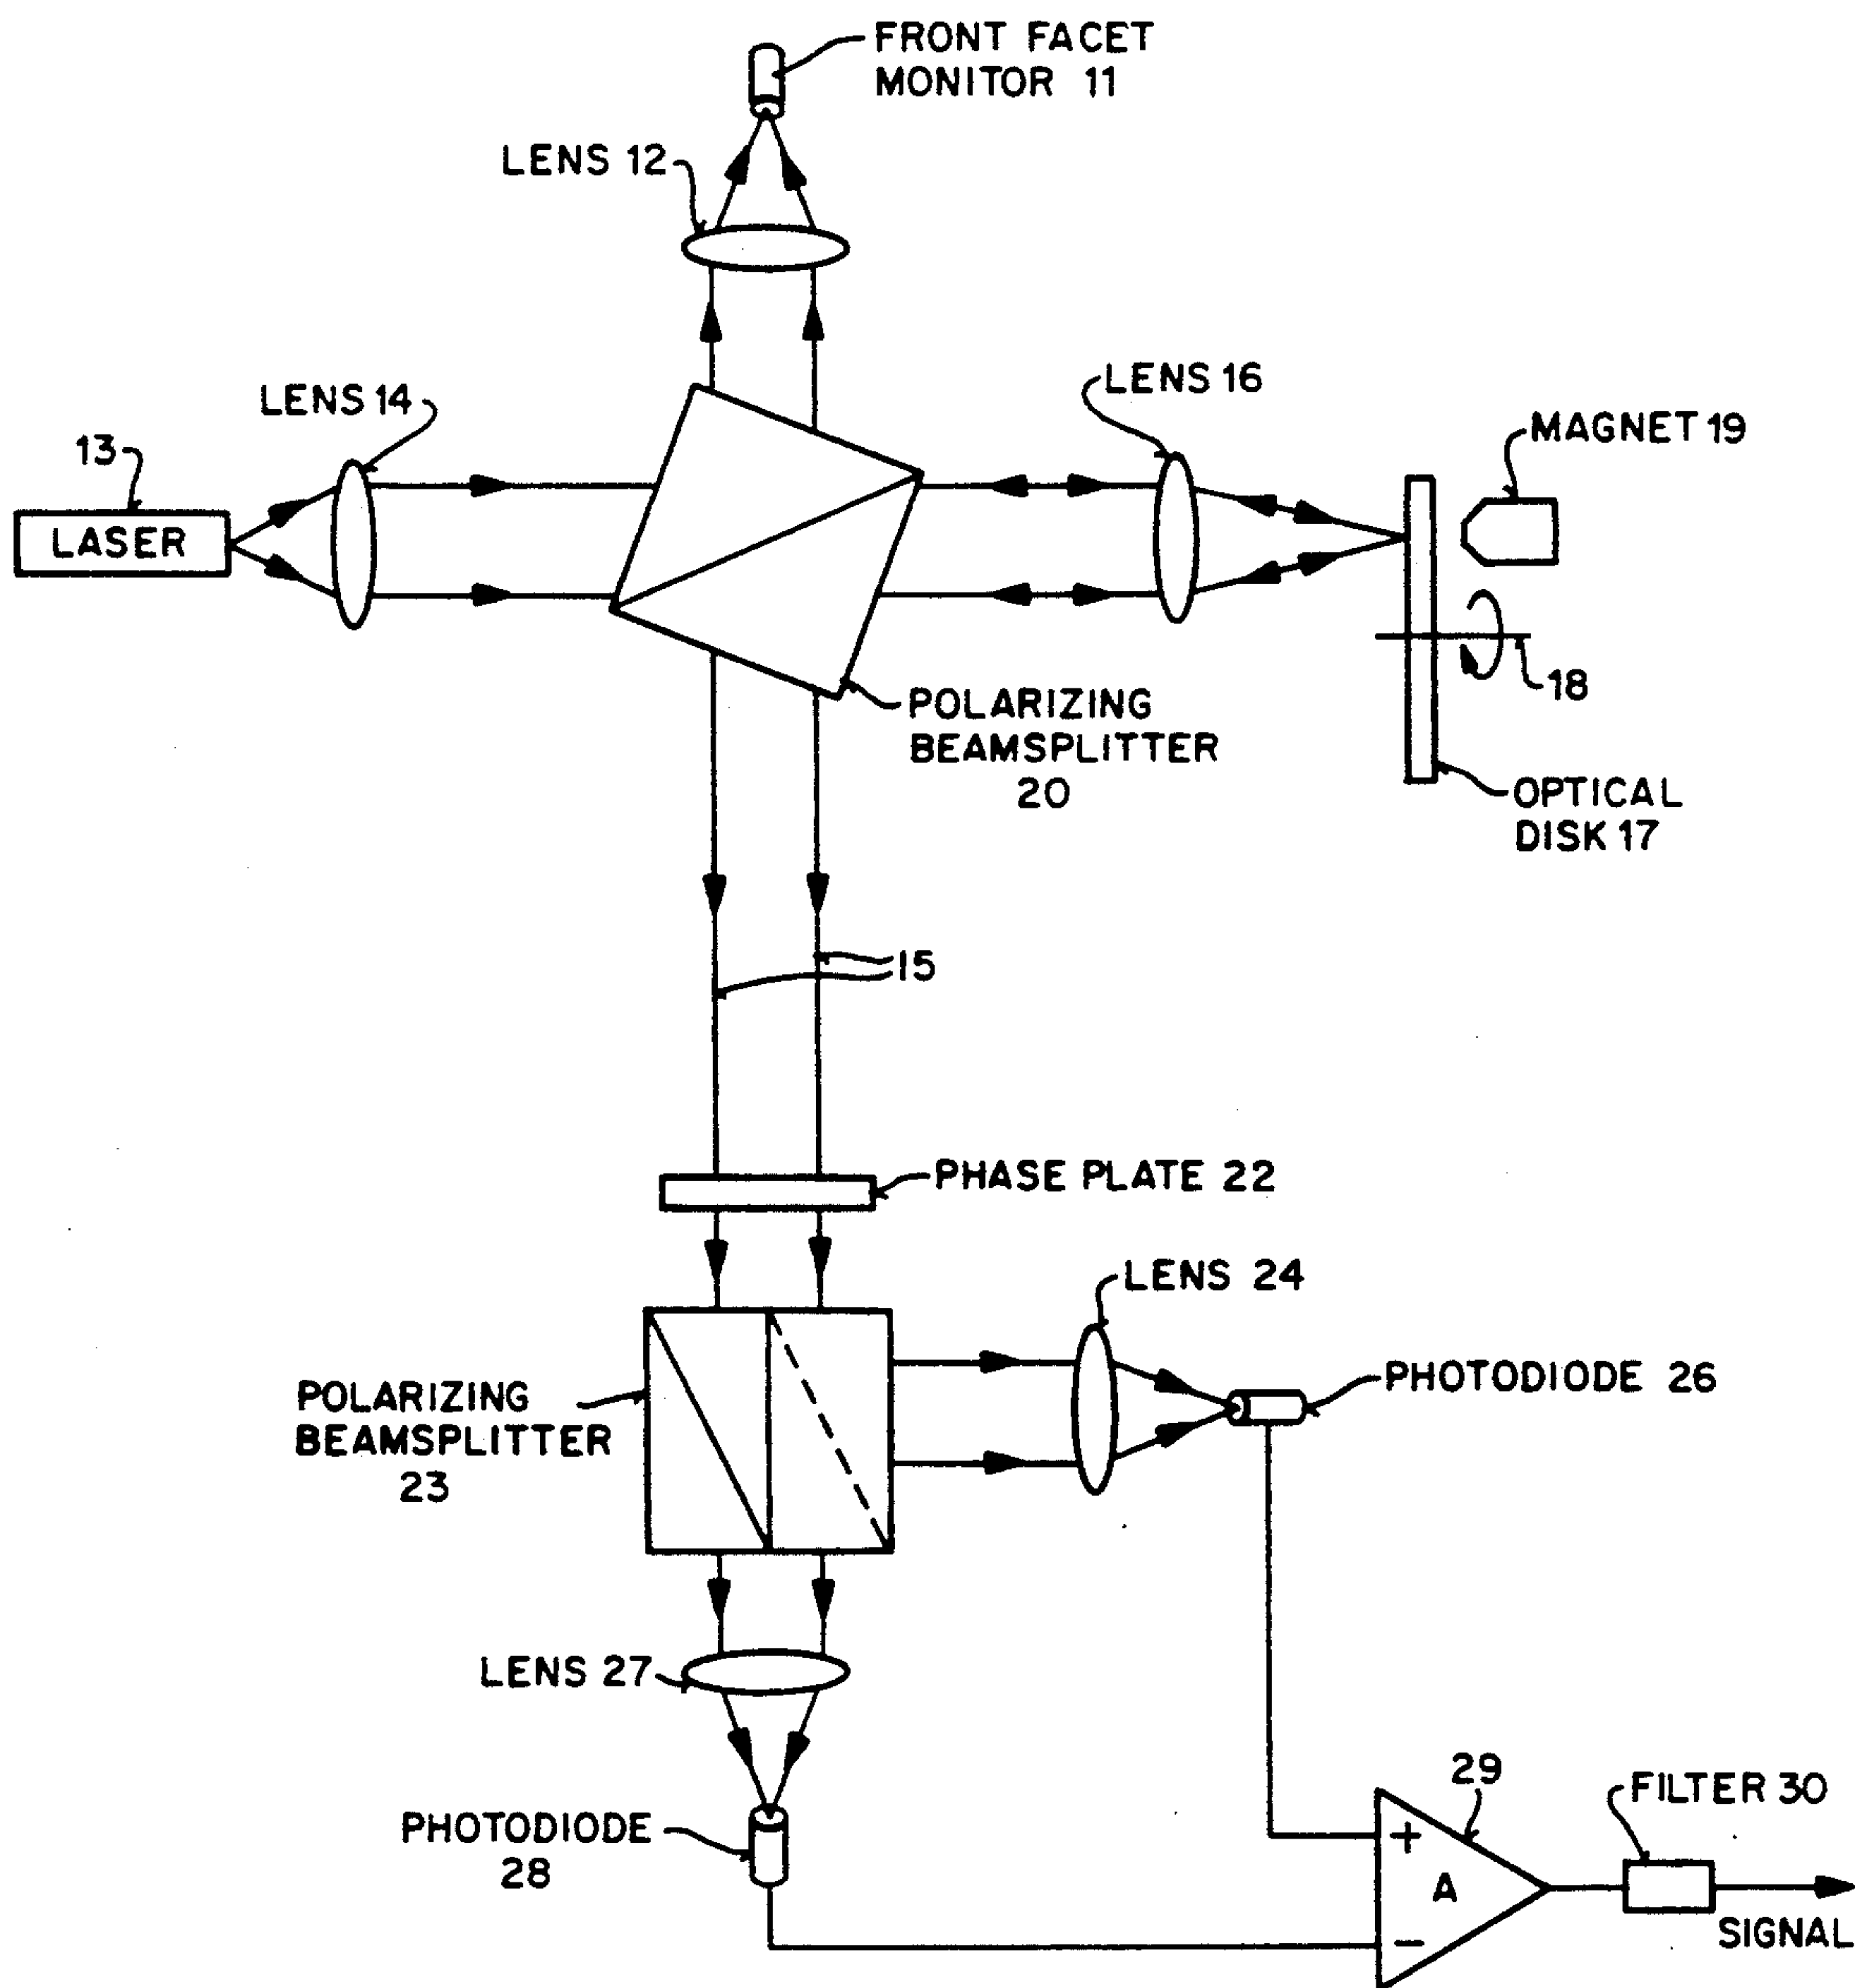 FRONT FACET
MONITOR 11
LENS 12
LENS 14
LENS 16
13
MAGNET 19
LASER
18
POLARIZING
BEAMSPLITTER
20
OPTICAL
DISK 17
15
PHASE PLATE 22
LENS 24
PHOTODIODE 26
POLARIZING
BEAMSPLITTER
23
LENS 27
29
FILTER 30
PHOTODIODE
28
+
A
−
SIGNAL